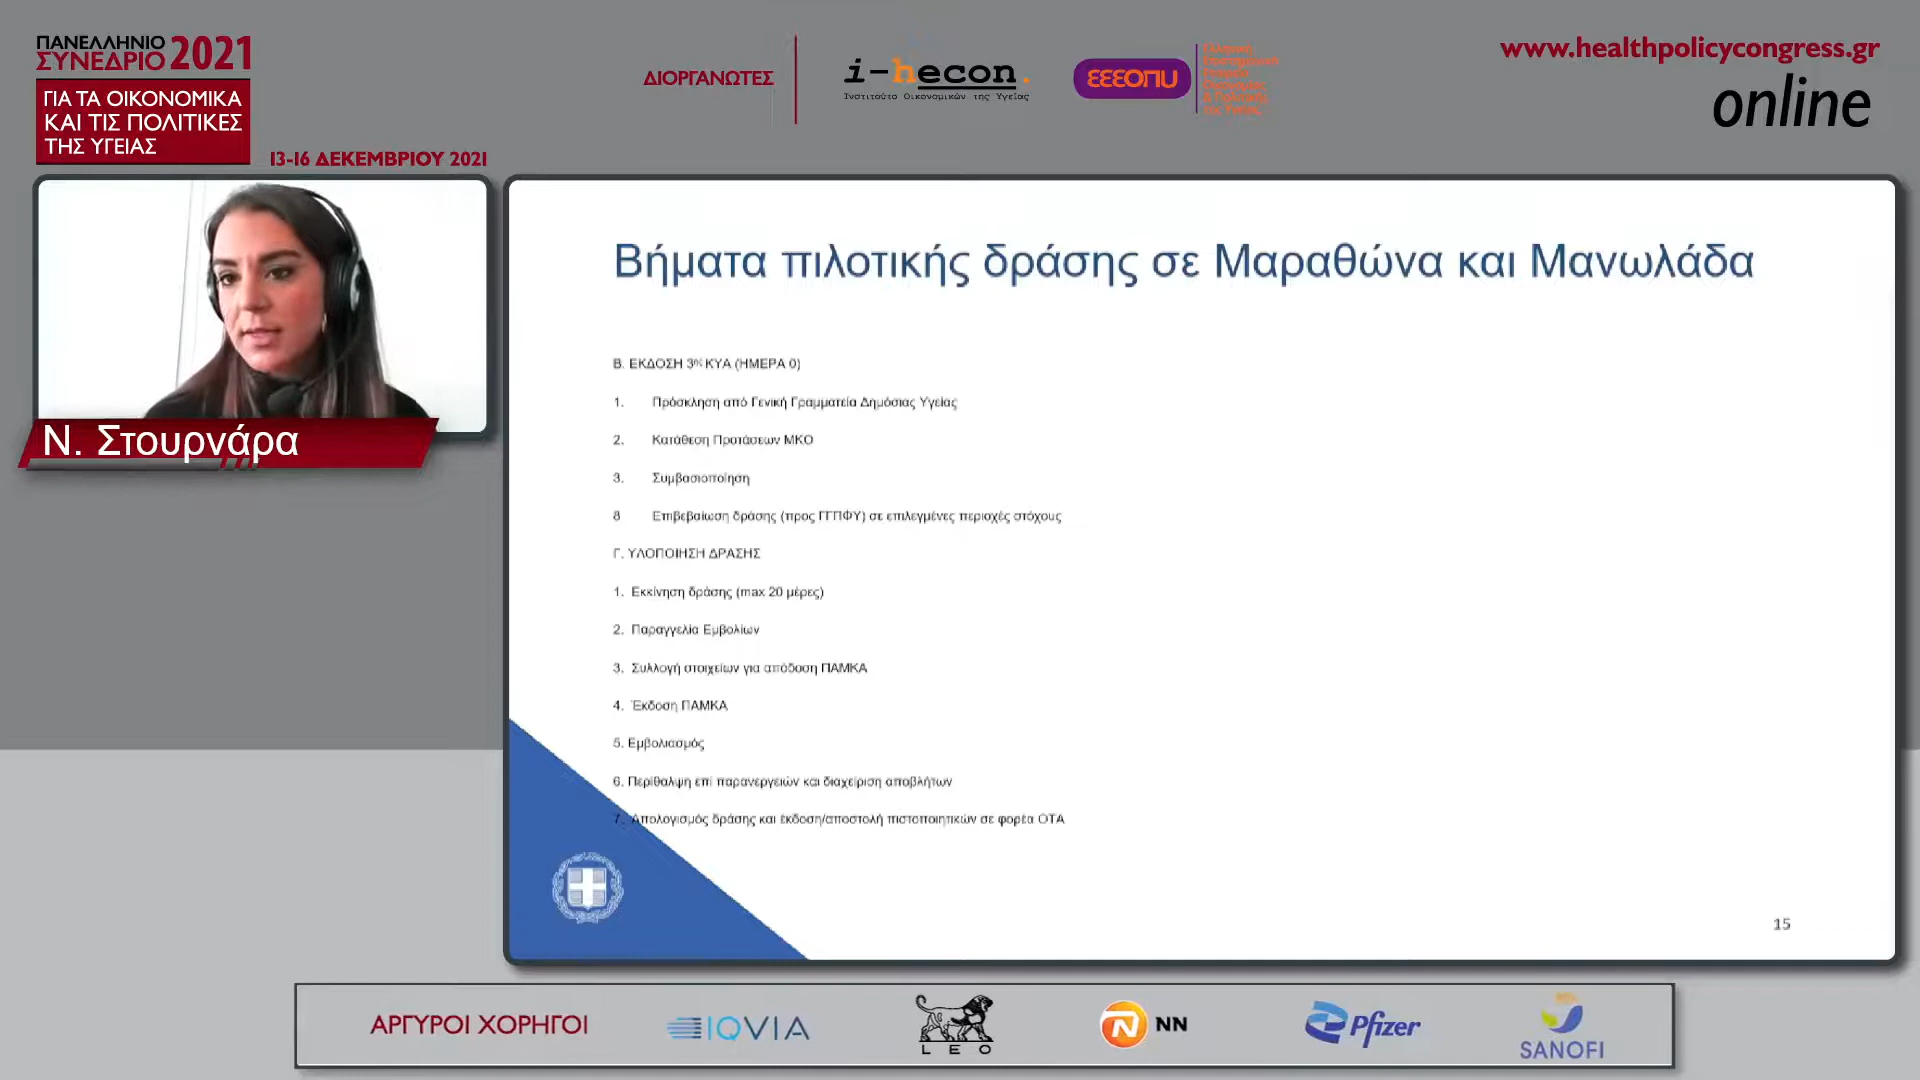 ΠΑΝΕΛΛΗΝΙΟ
ΣΥΝΕΔΡΙΟ 2021
ΓΙΑ ΤΑ ΟΙΚΟΝΟΜΙΚΑ
ΚΑΙ ΤΙΣ ΠΟΛΙΤΙΚΕΣ
ΤΗΣ ΥΓΕΙΑΣ
13-16 ΔΕΚΕΜΒΡΙΟΥ 2021
ΔΙΟΡΓΑΝΩΤΕΣ
i-hecon.
Ινστιτούτο Οικονομικών της Υγείας
ΕΕΕΟΠΥ
www.healthpolicycongress.gr
online
Ν. Στουρνάρα
Βήματα πιλοτικής δράσης σε Μαραθώνα και Μανωλάδα
Β. ΕΚΔΟΣΗ 3ης ΚΥΑ (ΗΜΕΡΑ 0)
1. Πρόσκληση από Γενική Γραμματεία Δημόσιας Υγείας
2. Κατάθεση Προτάσεων ΜΚΟ
3. Συμβασιοποίηση
8 Επιβεβαίωση δράσης (προς ΓΓΠΦΥ) σε επιλεγμένες περιοχές στόχους
Γ. ΥΛΟΠΟΙΗΣΗ ΔΡΑΣΗΣ
1. Εκκίνηση δράσης (max 20 μέρες)
2. Παραγγελία Εμβολίων
3. Συλλογή στοιχείων για απόδοση ΠΑΜΚΑ
4. Έκδοση ΠΑΜΚΑ
5. Εμβολιασμός
6. Περίθαλψη επί παρανεργειών και διαχείριση αποβλήτων
7. Απολογισμός δράσης και έκδοση/αποστολή πιστοποιητικών σε φορέα ΟΤΑ
15
ΑΡΓΥΡΟΙ ΧΟΡΗΓΟΙ
IQVIA
LEO
NN
Pfizer
SANOFI